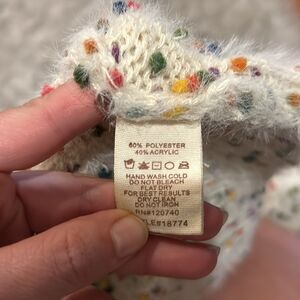 60% POLYESTER
40% ACRYLIC
HAND WASH COLD
DO NOT BLEACH
FLAT DRY
FOR BEST RESULTS
DRY CLEAN
DO NOT IRON
RN#120740
LE#18774